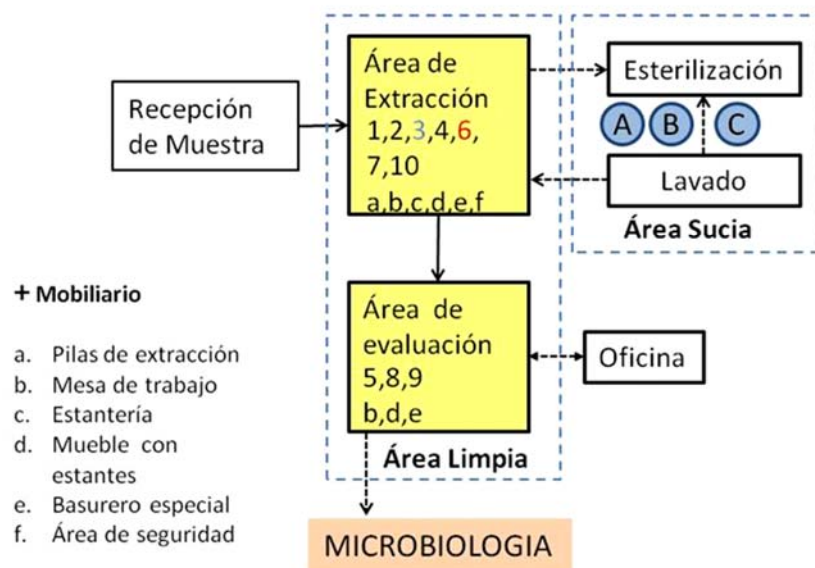 Recepción
de Muestra
Área de
Extracción
1,2,3,4,6,
7,10
a,b,c,d,e,f
Esterilización
A B C
Lavado
Área Sucia
Área de
evaluación
5,8,9
b,d,e
Oficina
Área Limpia
MICROBIOLOGIA
+ Mobiliario
a. Pilas de extracción
b. Mesa de trabajo
c. Estantería
d. Mueble con
estantes
e. Basurero especial
f. Área de seguridad